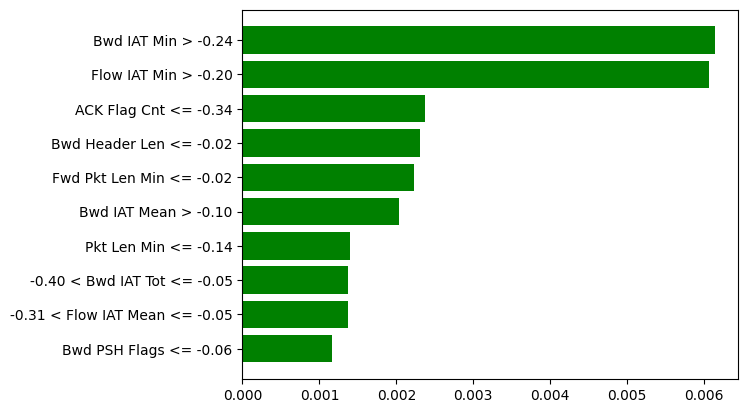 Bwd IAT Min > -0.24
Flow IAT Min > -0.20
ACK Flag Cnt <= -0.34
Bwd Header Len <= -0.02
Fwd Pkt Len Min <= -0.02
Bwd IAT Mean > -0.10
Pkt Len Min <= -0.14
-0.40 < Bwd IAT Tot <= -0.05
-0.31 < Flow IAT Mean <= -0.05
Bwd PSH Flags <= -0.06
0.000 0.001 0.002 0.003 0.004 0.005 0.006